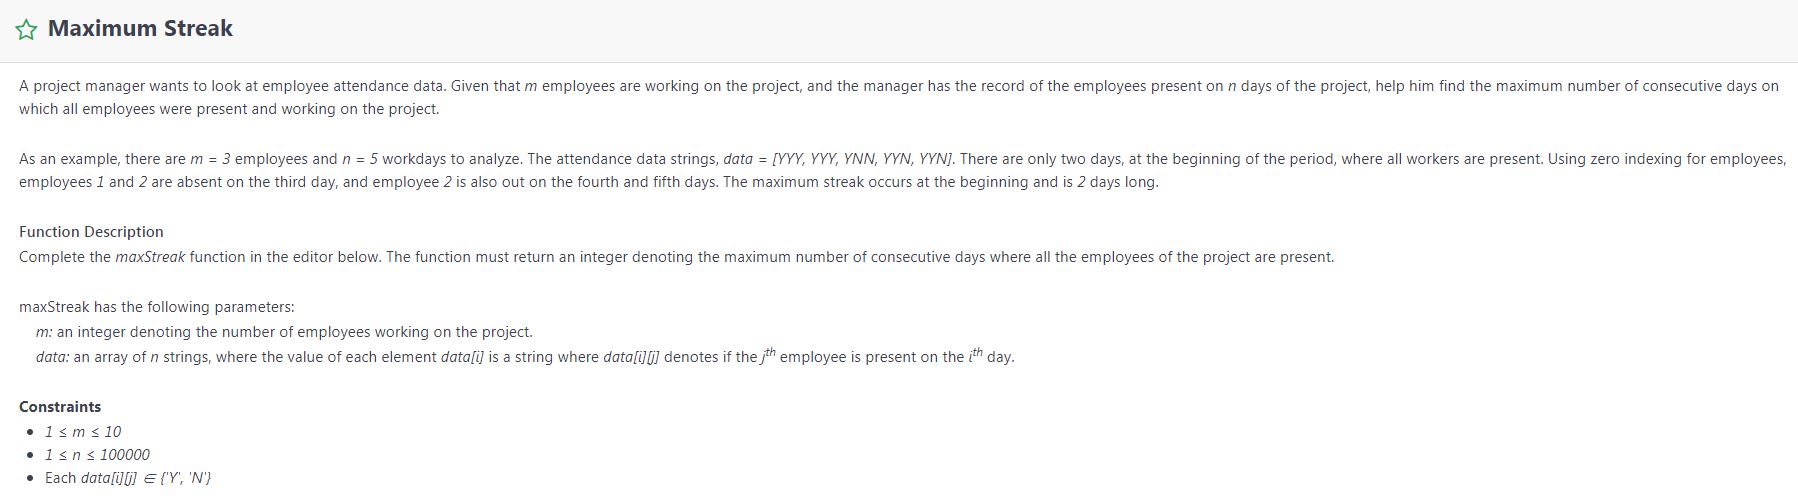 Maximum Streak
A project manager wants to look at employee attendance data. Given that m employees are working on the project, and the manager has the record of the employees present on n days of the project, help him find the maximum number of consecutive days on
which all employees were present and working on the project.
As an example, there are m = 3 employees and n = 5 workdays to analyze. The attendance data strings, data = [YYY, YYY, YNN, YYN, YYN]. There are only two days, at the beginning of the period, where all workers are present. Using zero indexing for employees,
employees 1 and 2 are absent on the third day, and employee 2 is also out on the fourth and fifth days. The maximum streak occurs at the beginning and is 2 days long.
Function Description
Complete the maxStreak function in the editor below. The function must return an integer denoting the maximum number of consecutive days where all the employees of the project are present.
maxStreak has the following parameters:
m: an integer denoting the number of employees working on the project.
data: an array of n strings, where the value of each element data[i] is a string where data[i][j] denotes if the jth employee is present on the ith day.
Constraints
• 1 ≤ m ≤ 10
• 1 ≤ n ≤ 100000
• Each data[i][j] ∈ {'Y', 'N'}